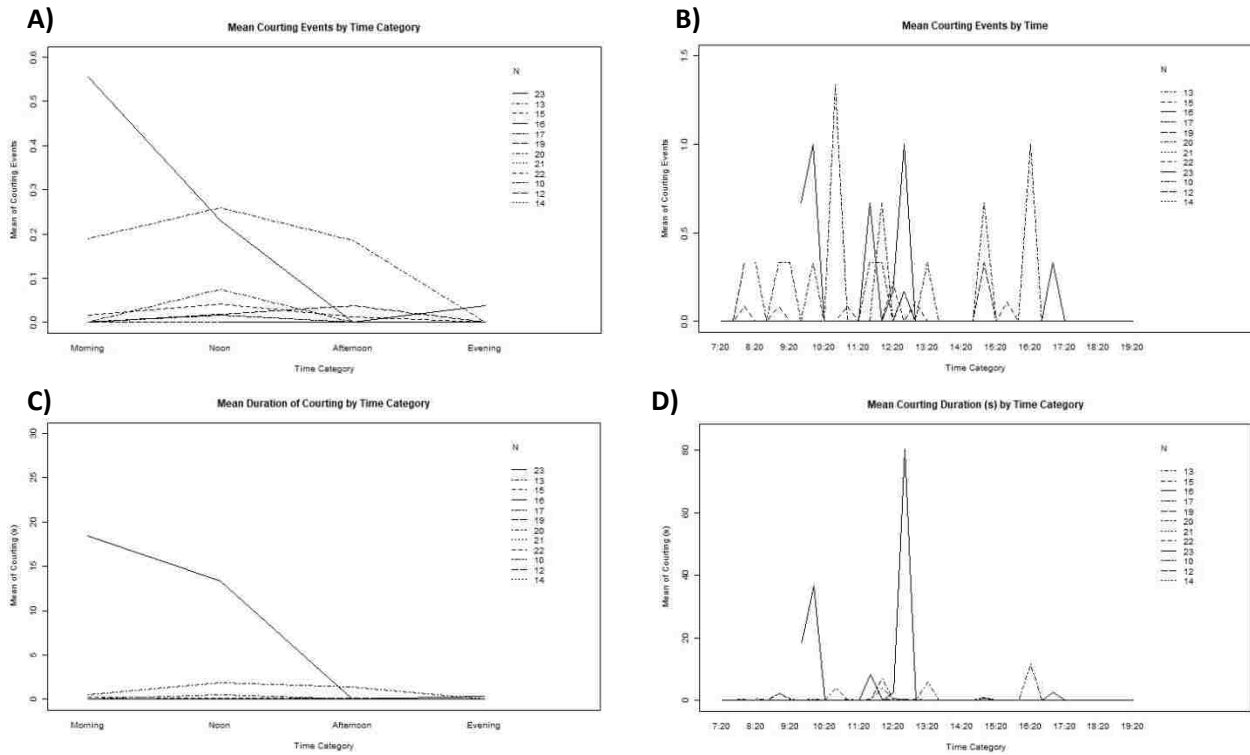 A)
Mean Courting Events by Time Category
Mean of Courting Events
0.6
0.5
0.4
0.3
0.2
0.1
0.0
N
23
13
15
16
17
19
20
21
22
10
12
14
Morning Noon Afternoon Evening
Time Category
B)
Mean Courting Events by Time
Mean of Courting Events
1.5
1.0
0.5
0.0
N
13
15
16
17
19
20
21
22
23
10
12
14
7:20 8:20 9:20 10:20 11:20 12:20 13:20 14:20 15:20 16:20 17:20 18:20 19:20
Time Category
C)
Mean Duration of Courting by Time Category
Mean of Courting (s)
30
25
20
15
10
5
0
N
23
13
15
16
17
19
20
21
22
10
12
14
Morning Noon Afternoon Evening
Time Category
D)
Mean Courting Duration (s) by Time Category
Mean of Courting (s)
80
60
40
20
0
N
13
15
16
17
19
20
21
22
23
10
12
14
7:20 8:20 9:20 10:20 11:20 12:20 13:20 14:20 15:20 16:20 17:20 18:20 19:20
Time Category